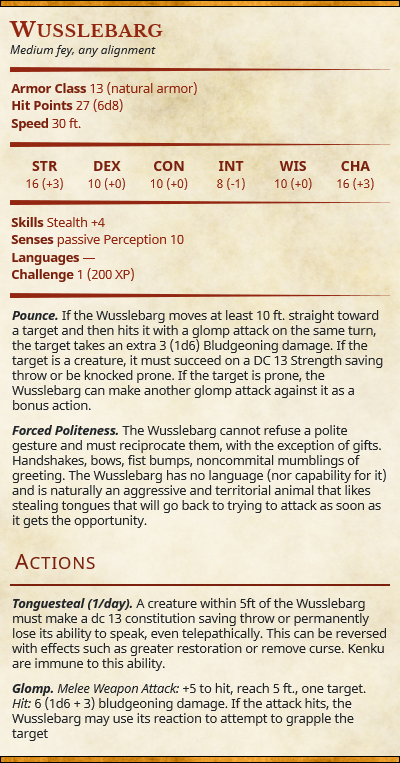 Wusslebarg
Medium fey, any alignment
Armor Class 13 (natural armor)
Hit Points 27 (6d8)
Speed 30 ft.
STR DEX CON INT WIS CHA
16 (+3) 10 (+0) 10 (+0) 8 (-1) 10 (+0) 16 (+3)
Skills Stealth +4
Senses passive Perception 10
Languages —
Challenge 1 (200 XP)
Pounce. If the Wusslebarg moves at least 10 ft. straight toward
a target and then hits it with a glomp attack on the same turn,
the target takes an extra 3 (1d6) Bludgeoning damage. If the
target is a creature, it must succeed on a DC 13 Strength saving
throw or be knocked prone. If the target is prone, the
Wusslebarg can make another glomp attack against it as a
bonus action.
Forced Politeness. The Wusslebarg cannot refuse a polite
gesture and must reciprocate them, with the exception of gifts.
Handshakes, bows, fist bumps, noncommital mumblings of
greeting. The Wusslebarg has no language (nor capability for it)
and is naturally an aggressive and territorial animal that likes
stealing tongues that will go back to trying to attack as soon as
it gets the opportunity.
Actions
Tonguesteal (1/day). A creature within 5ft of the Wusslebarg
must make a dc 13 constitution saving throw or permanently
lose its ability to speak, even telepathically. This can be reversed
with effects such as greater restoration or remove curse. Kenku
are immune to this ability.
Glomp. Melee Weapon Attack: +5 to hit, reach 5 ft., one target.
Hit: 6 (1d6 + 3) bludgeoning damage. If the attack hits, the
Wusslebarg may use its reaction to attempt to grapple the
target